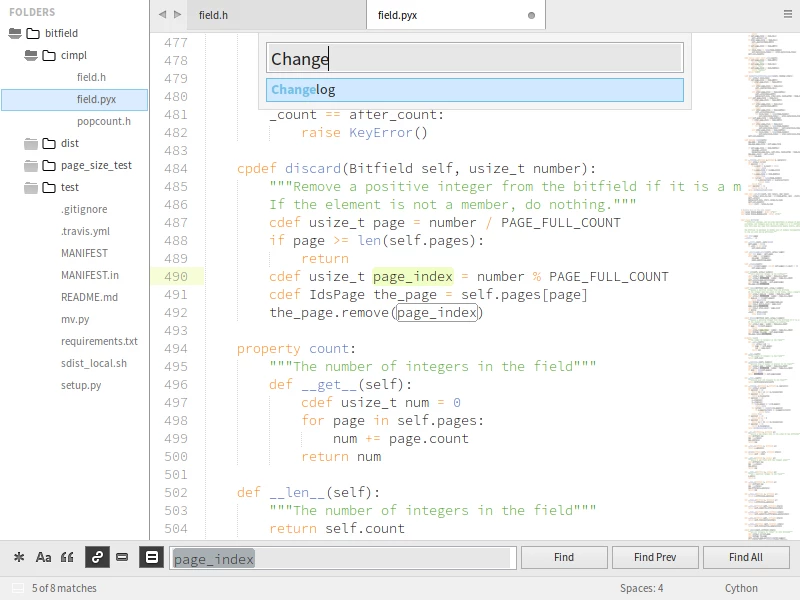 FOLDERS
bitfield
cimpl
field.h
field.pyx
popcount.h
dist
page_size_test
test
.gitignore
.travis.yml
MANIFEST
MANIFEST.in
README.md
mv.py
requirements.txt
sdist_local.sh
setup.py
field.h
field.pyx
Change
Changelog
477
478
479
480
481 _count == after_count:
482 raise KeyError()
483
484 cpdef discard(Bitfield self, usize_t number):
485 """Remove a positive integer from the bitfield if it is a m
486 If the element is not a member, do nothing."""
487 cdef usize_t page = number / PAGE_FULL_COUNT
488 if page >= len(self.pages):
489 return
490 cdef usize_t page_index = number % PAGE_FULL_COUNT
491 cdef IdsPage the_page = self.pages[page]
492 the_page.remove(page_index)
493
494 property count:
495 """The number of integers in the field"""
496 def __get__(self):
497 cdef usize_t num = 0
498 for page in self.pages:
499 num += page.count
500 return num
501
502 def __len__(self):
503 """The number of integers in the field"""
504 return self.count
Aa
page_index
Find
Find Prev
Find All
5 of 8 matches
Spaces: 4
Cython